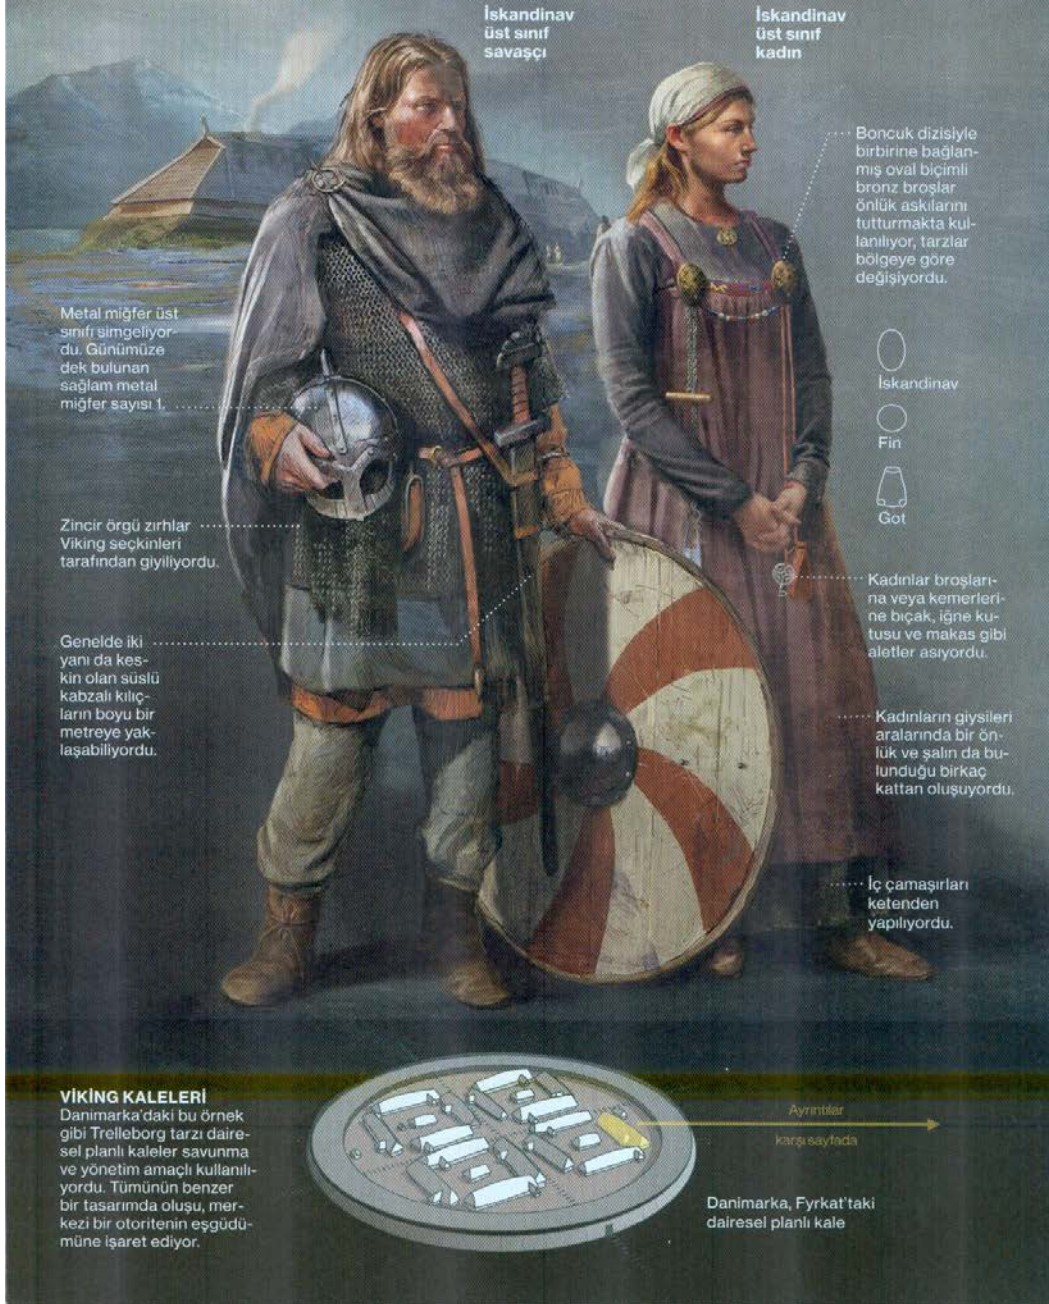 İskandinav
üst sınıf
savaşçı
İskandinav
üst sınıf
kadın
Boncuk dizisiyle
birbirine bağlan-
mış oval biçimli
bronz broşlar
önlük askılarını
tutturmakta kul-
lanılıyor, tarzlar
bölgeye göre
değişiyordu.
Metal miğfer üst
sınıfı simgeliyor-
du. Günümüze
dek bulunan
sağlam metal
miğfer sayısı 1.
İskandinav
Fin
Got
Zincir örgü zırhlar
Viking seçkinleri
tarafından giyiliyordu.
Kadınlar broşları-
na veya kemerleri-
ne bıçak, iğne ku-
tusu ve makas gibi
aletler asıyordu.
Genelde iki
yanı da kes-
kin olan süslü
kabzalı kılıç-
ların boyu bir
metreye yak-
laşabiliyordu.
Kadınların giysileri
aralarında bir ön-
lük ve şalın da bu-
lunduğu birkaç
kattan oluşuyordu.
İç çamaşırları
ketenden
yapılıyordu.
VİKİNG KALELERİ
Danimarka'daki bu örnek
gibi Trelleborg tarzı daire-
sel planlı kaleler savunma
ve yönetim amaçlı kullanılı-
yordu. Tümünün benzer
bir tasarımda oluşu, mer-
kezi bir otoritenin eşgüdü-
müne işaret ediyor.
Ayrıntılar
karşı sayfada
Danimarka, Fyrkat'taki
dairesel planlı kale